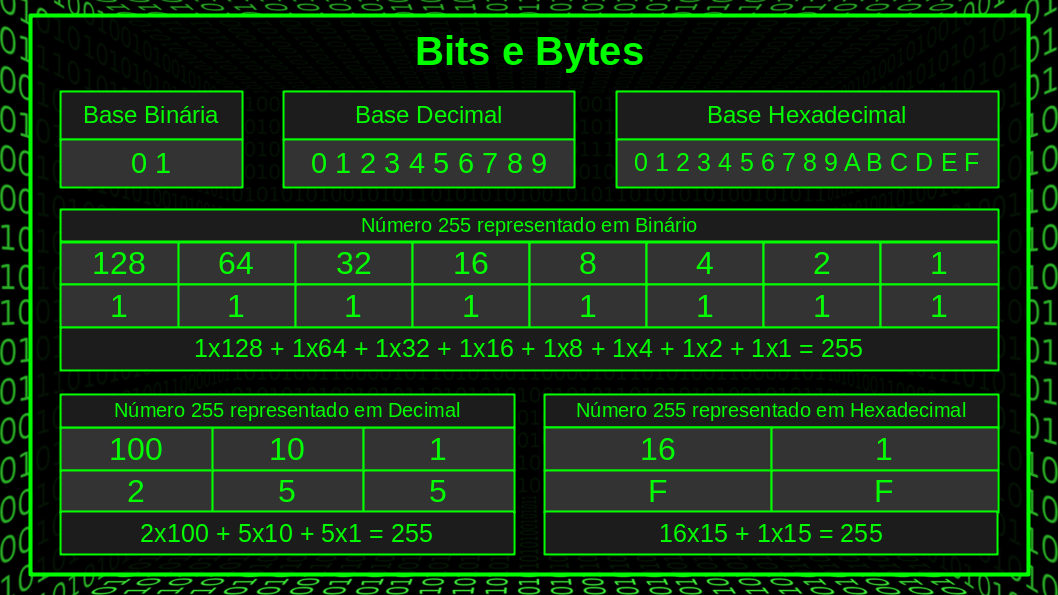 Bits e Bytes
Base Binária
0 1
Base Decimal
0 1 2 3 4 5 6 7 8 9
Base Hexadecimal
0 1 2 3 4 5 6 7 8 9 A B C D E F
Número 255 representado em Binário
128 64 32 16 8 4 2 1
1 1 1 1 1 1 1 1
1x128 + 1x64 + 1x32 + 1x16 + 1x8 + 1x4 + 1x2 + 1x1 = 255
Número 255 representado em Decimal
100 10 1
2 5 5
2x100 + 5x10 + 5x1 = 255
Número 255 representado em Hexadecimal
16 1
F F
16x15 + 1x15 = 255